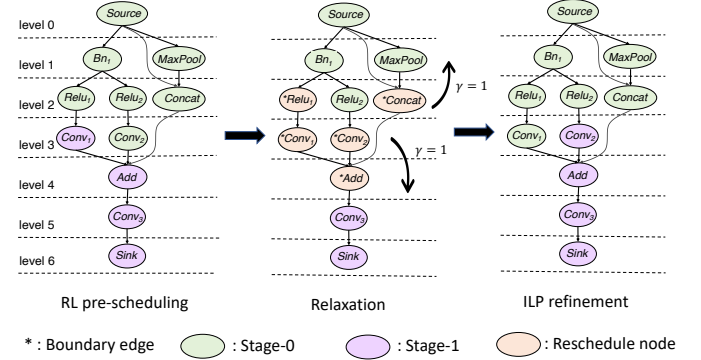 Source
level 0
Bn₁
MaxPool
level 1
Relu₁
Relu₂
Concat
level 2
Conv₁
Conv₂
level 3
Add
level 4
Conv₃
level 5
Sink
level 6
RL pre-scheduling
Source
Bn₁
MaxPool
*Relu₁
Relu₂
*Concat
γ = 1
*Conv₁
*Conv₂
γ = 1
*Add
Conv₃
Sink
Relaxation
Source
Bn₁
MaxPool
Relu₁
Relu₂
Concat
Conv₁
Conv₂
Add
Conv₃
Sink
ILP refinement
* : Boundary edge
: Stage-0
: Stage-1
: Reschedule node